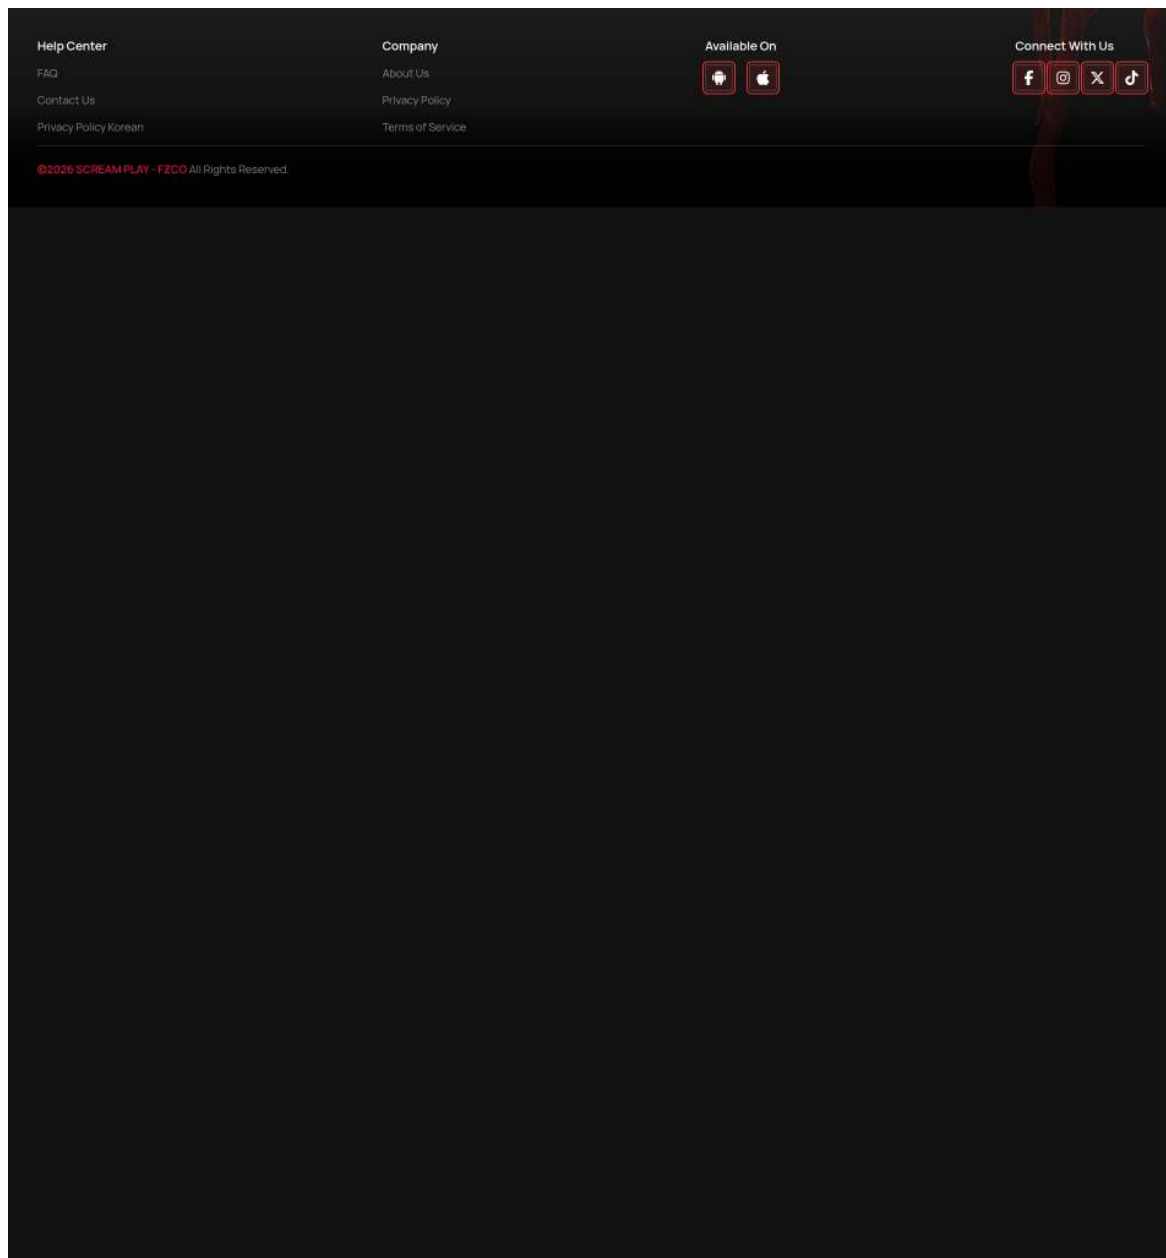 Help Center
FAQ
Contact Us
Privacy Policy Korean
Company
About Us
Privacy Policy
Terms of Service
Available On
Connect With Us
©2026 SCREAM PLAY - FZCO All Rights Reserved.